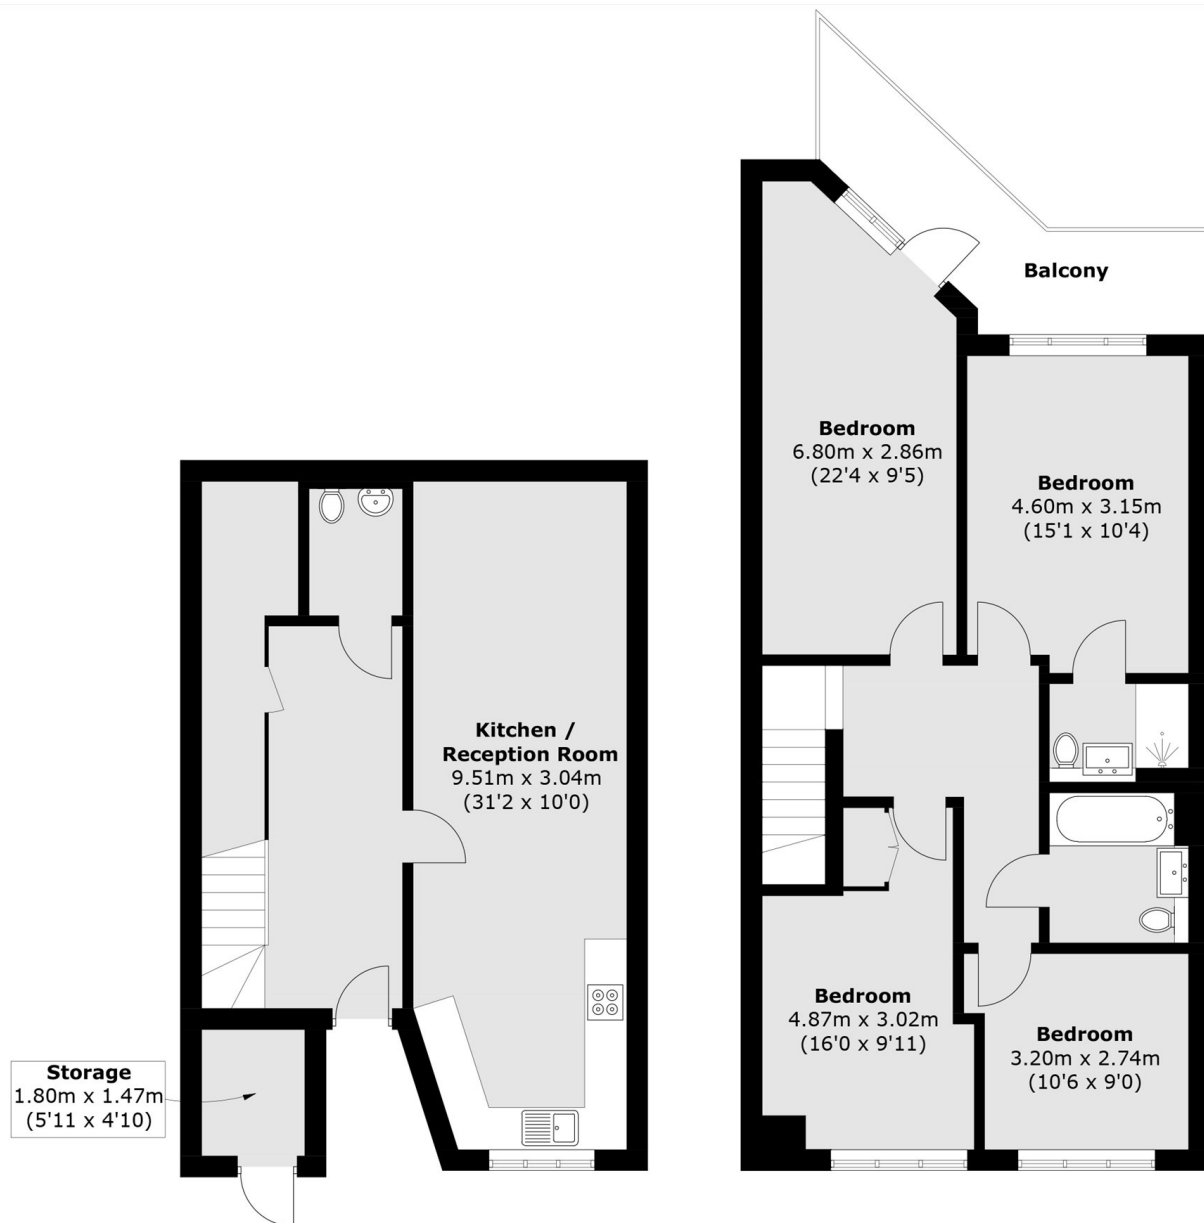 Balcony
Bedroom
6.80m x 2.86m
(22'4 x 9'5)
Bedroom
4.60m x 3.15m
(15'1 x 10'4)
Kitchen /
Reception Room
9.51m x 3.04m
(31'2 x 10'0)
Bedroom
4.87m x 3.02m
(16'0 x 9'11)
Bedroom
3.20m x 2.74m
(10'6 x 9'0)
Storage
1.80m x 1.47m
(5'11 x 4'10)